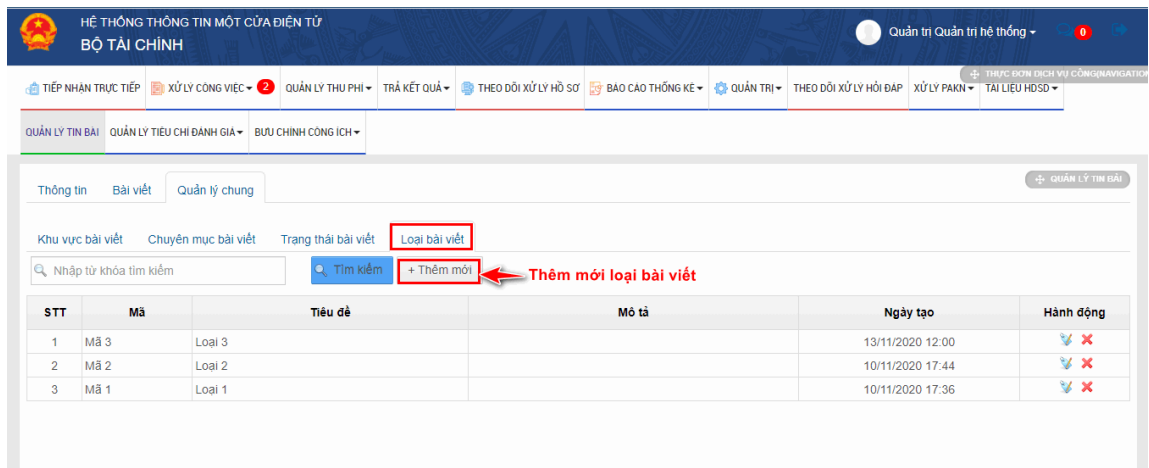 HỆ THỐNG THÔNG TIN MỘT CỬA ĐIỆN TỬ
BỘ TÀI CHÍNH
Quản trị Quản trị hệ thống
0
THỰC ĐƠN DỊCH VỤ CÔNG(NAVIGATION
TIẾP NHẬN TRỰC TIẾP XỬ LÝ CÔNG VIỆC 2 QUẢN LÝ THU PHÍ TRẢ KẾT QUẢ THEO DÕI XỬ LÝ HỒ SƠ BÁO CÁO THỐNG KÊ QUẢN TRỊ THEO DÕI XỬ LÝ HỎI ĐÁP XỬ LÝ PAKN TÀI LIỆU HDSD
QUẢN LÝ TIN BÀI QUẢN LÝ TIÊU CHÍ ĐÁNH GIÁ BƯU CHÍNH CÔNG ÍCH
QUẢN LÝ TIN BÀI
Thông tin Bài viết Quản lý chung
Khu vực bài viết Chuyên mục bài viết Trạng thái bài viết Loại bài viết
Nhập từ khóa tìm kiếm Tìm kiếm + Thêm mới Thêm mới loại bài viết
STT Mã Tiêu đề Mô tả Ngày tạo Hành động
1 Mã 3 Loại 3 13/11/2020 12:00
2 Mã 2 Loại 2 10/11/2020 17:44
3 Mã 1 Loại 1 10/11/2020 17:36